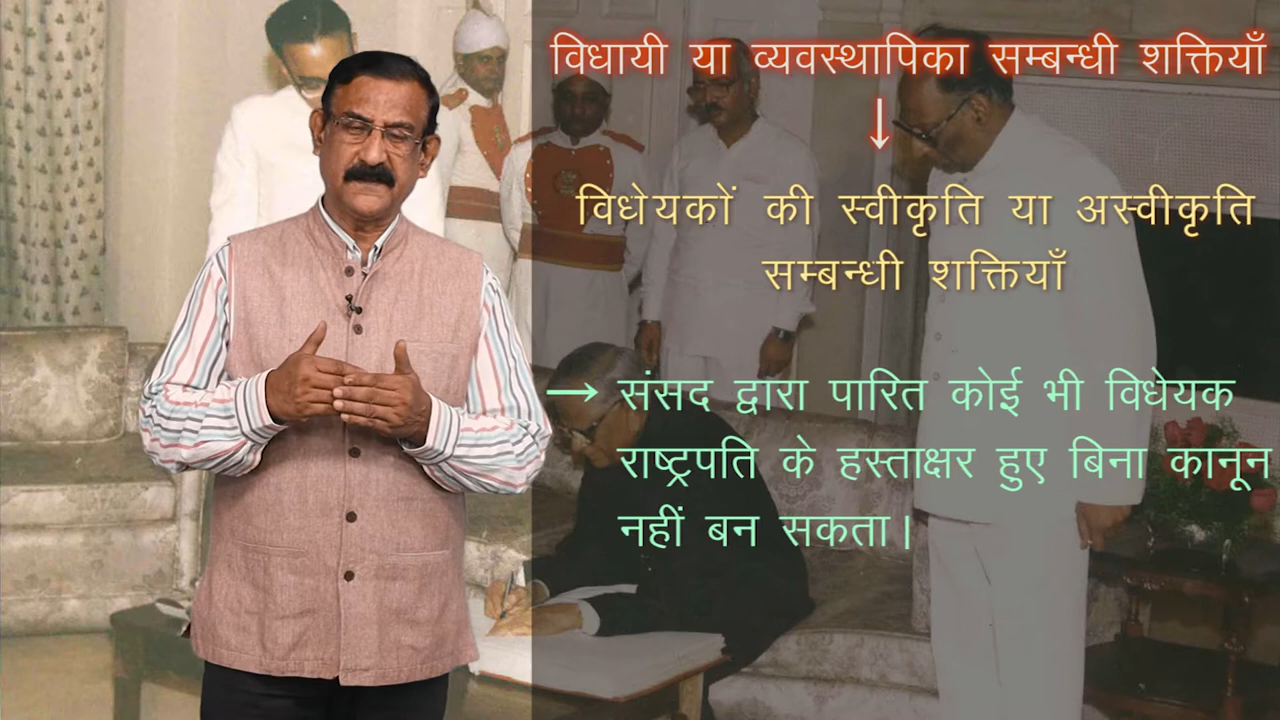 विधायी या व्यवस्थापिका सम्बन्धी शक्तियाँ
↓
विधेयकों की स्वीकृति या अस्वीकृति
सम्बन्धी शक्तियाँ
→ संसद द्वारा पारित कोई भी विधेयक
राष्ट्रपति के हस्ताक्षर हुए बिना कानून
नहीं बन सकता।